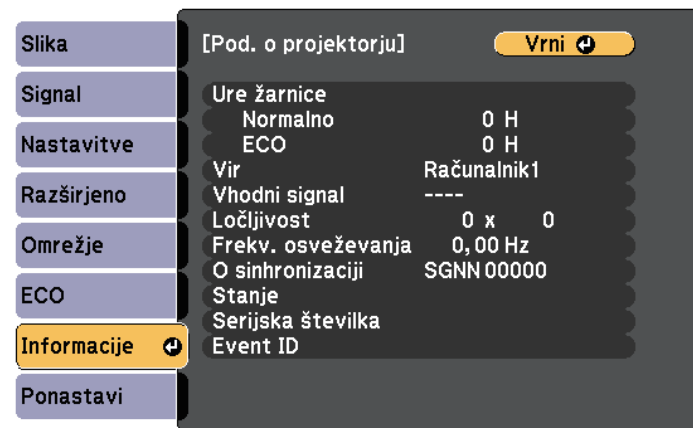 Slika
Signal
Nastavitve
Razširjeno
Omrežje
ECO
Informacije
Ponastavi
[Pod. o projektorju] Vrni
Ure žarnice
Normalno 0 H
ECO 0 H
Vir Računalnik1
Vhodni signal ----
Ločljivost 0 x 0
Frekv. osveževanja 0,00 Hz
O sinhronizaciji SGNN 00000
Stanje
Serijska številka
Event ID